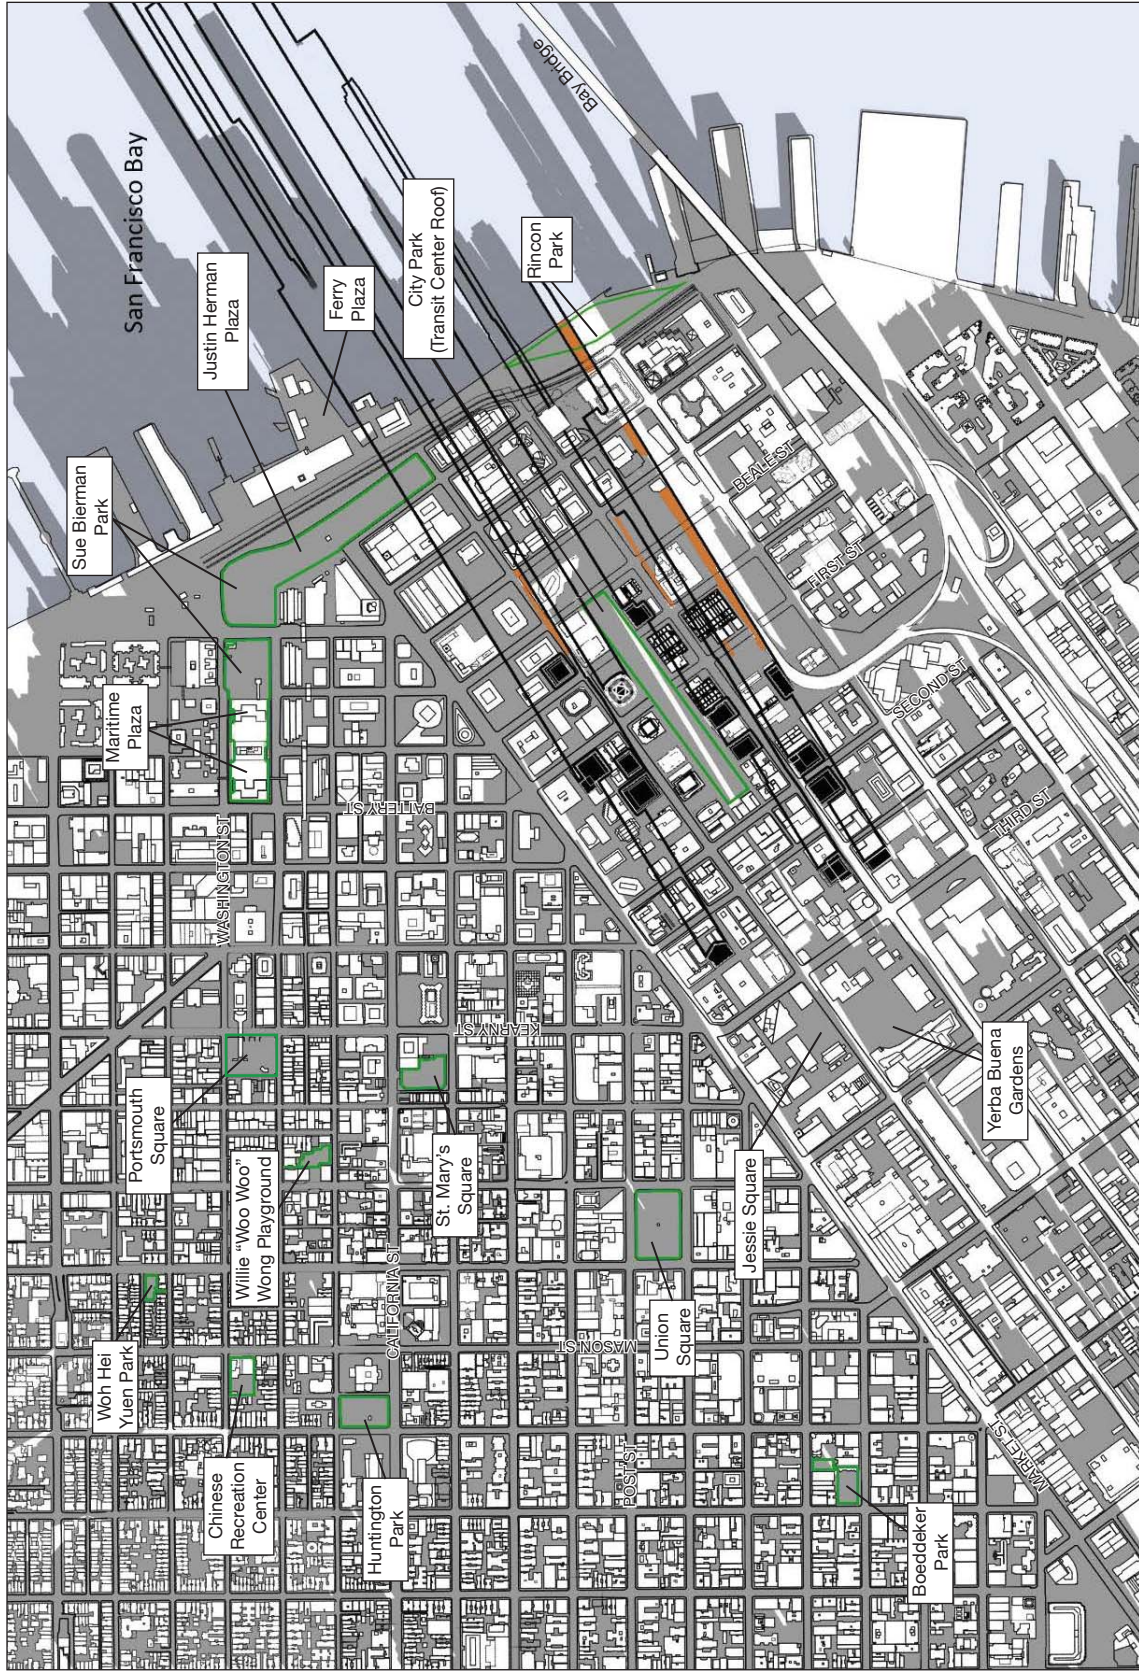 Sue Bierman
Park
Maritime
Plaza
Portsmouth
Square
Woh Hei
Yuen Park
San Francisco Bay
Justin Herman
Plaza
WASHINGTON ST
Willie "Woo Woo"
Wong Playground
Chinese
Recreation
Center
Ferry
Plaza
BATTERY ST
CALIFORNIA ST
Huntington
Park
City Park
(Transit Center Roof)
KEARNY ST
St. Mary's
Square
Rincon
Park
Bay Bridge
MASON ST
POST ST
Union
Square
BEALE ST
Jessie Square
FIRST ST
SECOND ST
Boeddeker
Park
THIRD ST
Yerba Buena
Gardens
MARKET ST